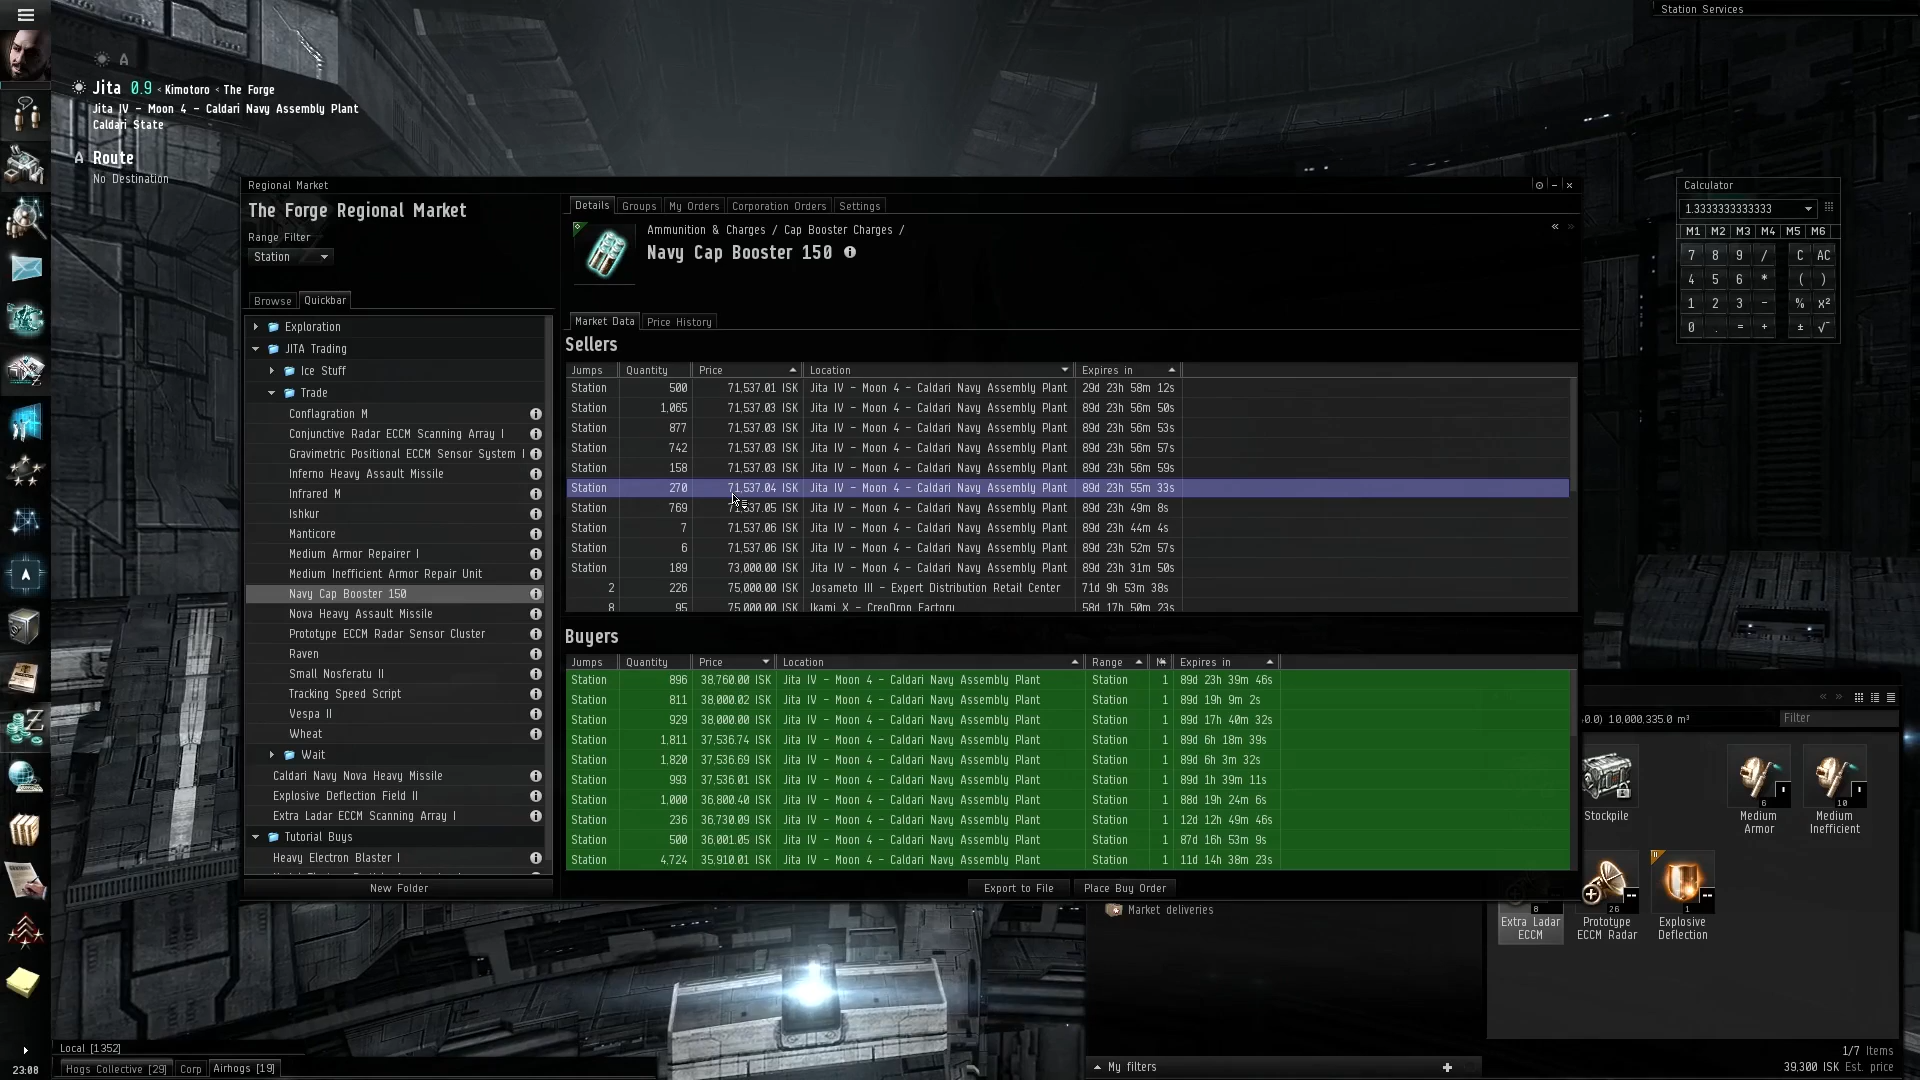 Station Services
A
Jita 0.9 < Kimotoro < The Forge
Jita IV - Moon 4 - Caldari Navy Assembly Plant
Caldari State
A Route
No Destination
Regional Market
The Forge Regional Market
Range Filter
Station
Browse Quickbar
Exploration
JITA Trading
Ice Stuff
Trade
Conflagration M
Conjunctive Radar ECCM Scanning Array I
Gravimetric Positional ECCM Sensor System I
Inferno Heavy Assault Missile
Infrared M
Ishkur
Manticore
Medium Armor Repairer I
Medium Inefficient Armor Repair Unit
Navy Cap Booster 150
Nova Heavy Assault Missile
Prototype ECCM Radar Sensor Cluster
Raven
Small Nosferatu II
Tracking Speed Script
Vespa II
Wheat
Wait
Caldari Navy Nova Heavy Missile
Explosive Deflection Field II
Extra Ladar ECCM Scanning Array I
Tutorial Buys
Heavy Electron Blaster I
New Folder
Details Groups My Orders Corporation Orders Settings
Ammunition & Charges / Cap Booster Charges /
Navy Cap Booster 150
Market Data Price History
Sellers
Jumps Quantity Price Location Expires in
Station 500 71,537.01 ISK Jita IV - Moon 4 - Caldari Navy Assembly Plant 29d 23h 58m 12s
Station 1,065 71,537.03 ISK Jita IV - Moon 4 - Caldari Navy Assembly Plant 89d 23h 56m 50s
Station 877 71,537.03 ISK Jita IV - Moon 4 - Caldari Navy Assembly Plant 89d 23h 56m 53s
Station 742 71,537.03 ISK Jita IV - Moon 4 - Caldari Navy Assembly Plant 89d 23h 56m 57s
Station 158 71,537.03 ISK Jita IV - Moon 4 - Caldari Navy Assembly Plant 89d 23h 56m 59s
Station 270 71,537.04 ISK Jita IV - Moon 4 - Caldari Navy Assembly Plant 89d 23h 55m 33s
Station 769 71,537.05 ISK Jita IV - Moon 4 - Caldari Navy Assembly Plant 89d 23h 49m 8s
Station 7 71,537.06 ISK Jita IV - Moon 4 - Caldari Navy Assembly Plant 89d 23h 44m 4s
Station 6 71,537.06 ISK Jita IV - Moon 4 - Caldari Navy Assembly Plant 89d 23h 52m 57s
Station 189 73,000.00 ISK Jita IV - Moon 4 - Caldari Navy Assembly Plant 89d 23h 31m 50s
2 226 75,000.00 ISK Josameto III - Expert Distribution Retail Center 71d 9h 53m 38s
8 95 75,000.00 ISK Ikami X - CreoDron Factory 58d 17h 50m 23s
Buyers
Jumps Quantity Price Location Range Expires in
Station 896 38,760.00 ISK Jita IV - Moon 4 - Caldari Navy Assembly Plant Station 1 89d 23h 39m 46s
Station 811 38,000.02 ISK Jita IV - Moon 4 - Caldari Navy Assembly Plant Station 1 89d 19h 9m 2s
Station 929 38,000.00 ISK Jita IV - Moon 4 - Caldari Navy Assembly Plant Station 1 89d 17h 40m 32s
Station 1,811 37,536.74 ISK Jita IV - Moon 4 - Caldari Navy Assembly Plant Station 1 89d 6h 18m 39s
Station 1,820 37,536.69 ISK Jita IV - Moon 4 - Caldari Navy Assembly Plant Station 1 89d 6h 3m 32s
Station 993 37,536.01 ISK Jita IV - Moon 4 - Caldari Navy Assembly Plant Station 1 89d 1h 39m 11s
Station 1,000 36,800.40 ISK Jita IV - Moon 4 - Caldari Navy Assembly Plant Station 1 88d 19h 24m 6s
Station 236 36,730.09 ISK Jita IV - Moon 4 - Caldari Navy Assembly Plant Station 1 12d 12h 49m 46s
Station 500 36,001.05 ISK Jita IV - Moon 4 - Caldari Navy Assembly Plant Station 1 87d 16h 53m 9s
Station 4,724 35,910.01 ISK Jita IV - Moon 4 - Caldari Navy Assembly Plant Station 1 11d 14h 38m 23s
Export to File Place Buy Order
Calculator
1.3333333333333
M1 M2 M3 M4 M5 M6
7 8 9 / C AC
4 5 6 * ( )
1 2 3 - % x²
0 . = + ± √
0.0) 10,000,335.0 m³ Filter
Stockpile
6
Medium Armor
10
Medium Inefficient
8
Extra Ladar ECCM
26
Prototype ECCM Radar
1
Explosive Deflection
Market deliveries
My filters
1/7 Items
39,300 ISK Est. price
Local [1352]
Hogs Collective [29] Corp Airhogs [19]
23:08